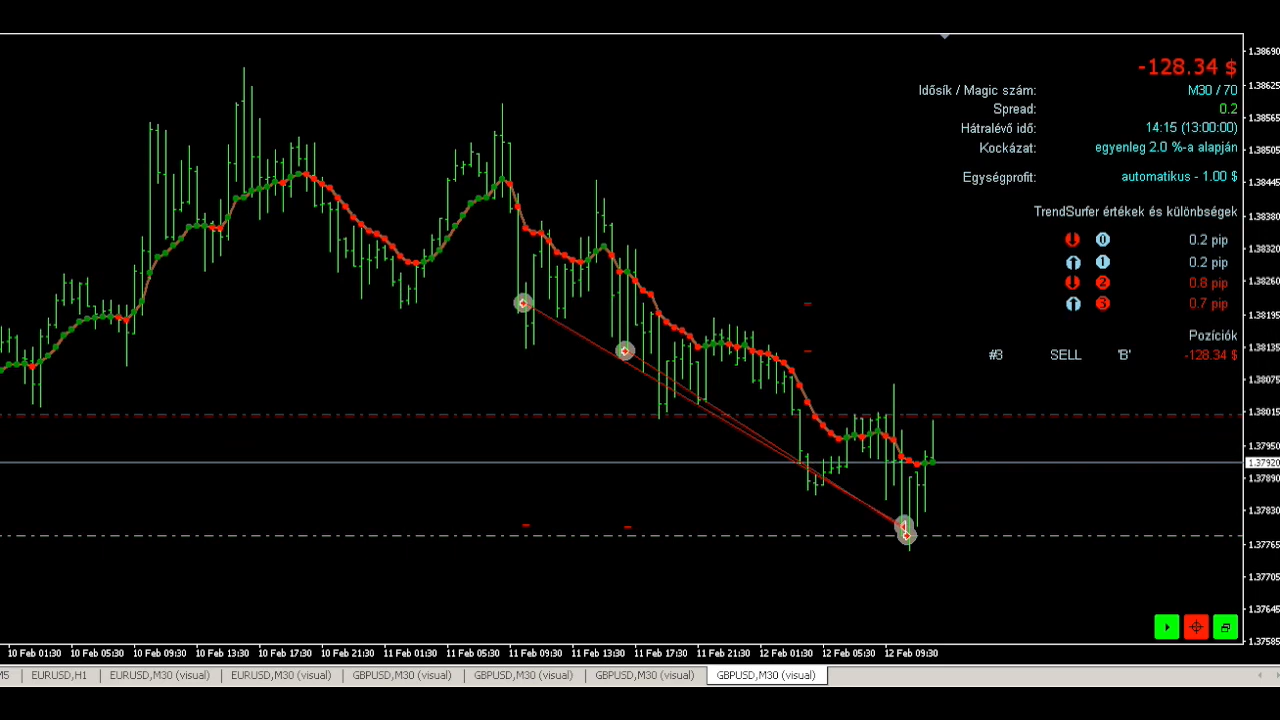 -128.34 $
Idősík / Magic szám: M30 / 70
Spread: 0.2
Hátralévő idő: 14:15 (13:00:00)
Kockázat: egyenleg 2.0 %-a alapján
Egységprofit: automatikus - 1.00 $
TrendSurfer értékek és különbségek
0 0.2 pip
1 0.2 pip
2 0.8 pip
3 0.7 pip
Pozíciók
#3 SELL 'B' -128.34 $
1.38690
1.38625
1.38565
1.38505
1.38445
1.38380
1.38320
1.38260
1.38195
1.38135
1.38075
1.38015
1.37950
1.37920
1.37890
1.37830
1.37765
1.37705
1.37645
1.37585
10 Feb 01:30 10 Feb 05:30 10 Feb 09:30 10 Feb 13:30 10 Feb 17:30 10 Feb 21:30 11 Feb 01:30 11 Feb 05:30 11 Feb 09:30 11 Feb 13:30 11 Feb 17:30 11 Feb 21:30 12 Feb 01:30 12 Feb 05:30 12 Feb 09:30
M5 EURUSD,H1 EURUSD,M30 (visual) EURUSD,M30 (visual) GBPUSD,M30 (visual) GBPUSD,M30 (visual) GBPUSD,M30 (visual) GBPUSD,M30 (visual)